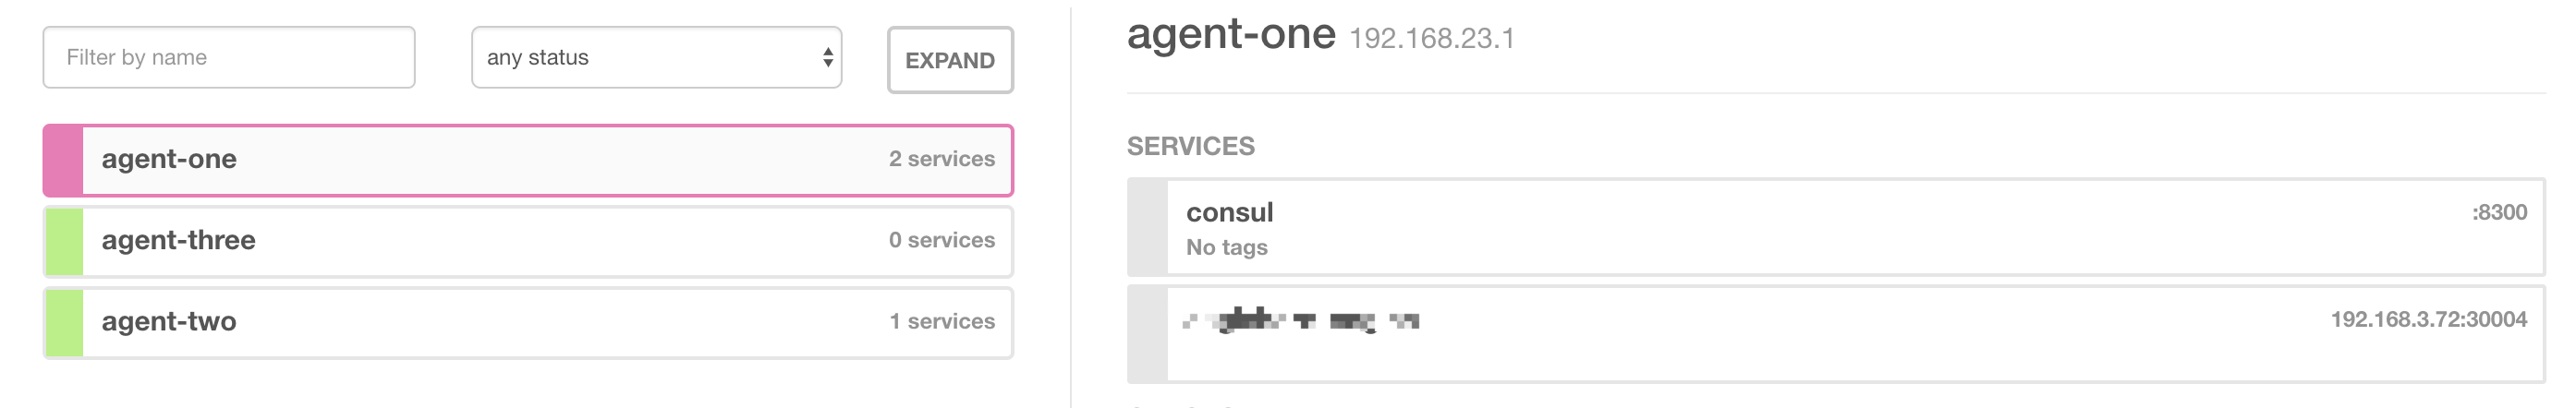 Filter by name
any status
EXPAND
agent-one
2 services
agent-three
0 services
agent-two
1 services
agent-one 192.168.23.1
SERVICES
consul
:8300
No tags
192.168.3.72:30004